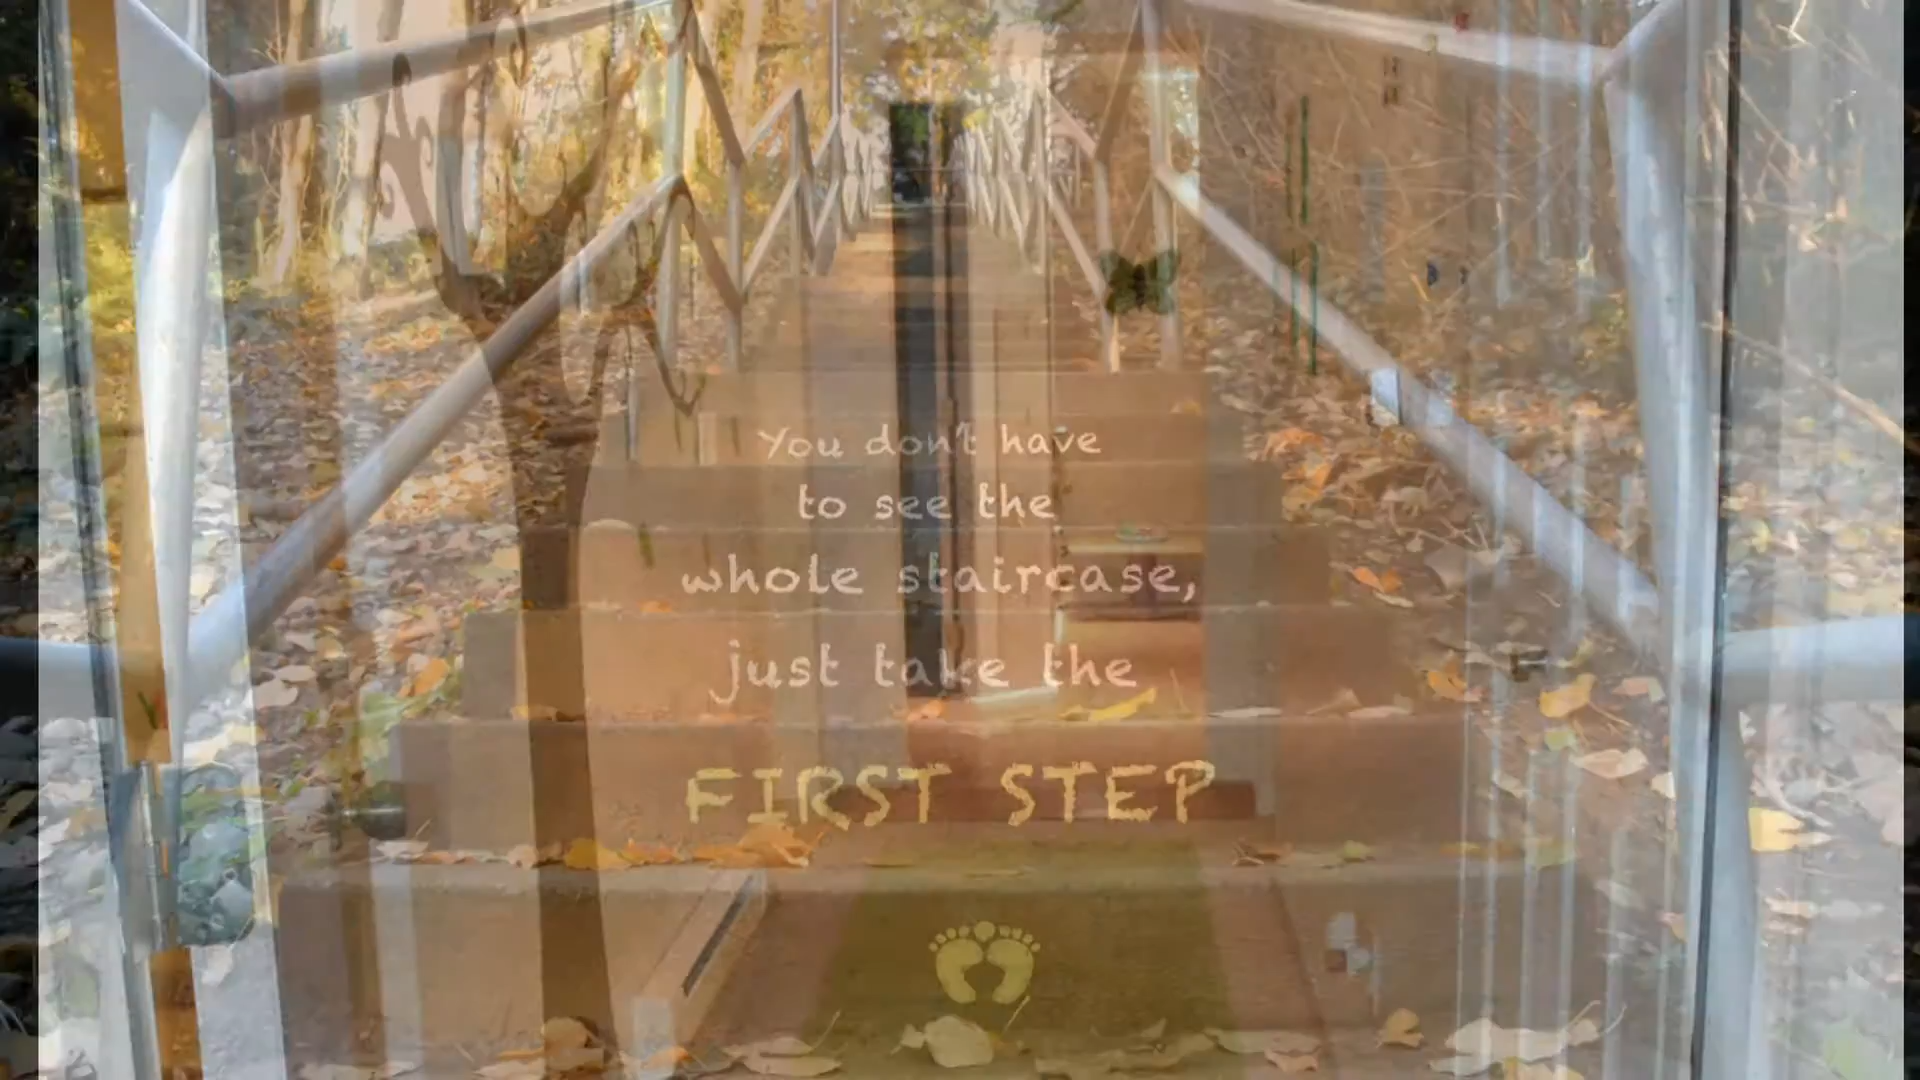 You don't have
to see the
whole staircase,
just take the
FIRST STEP